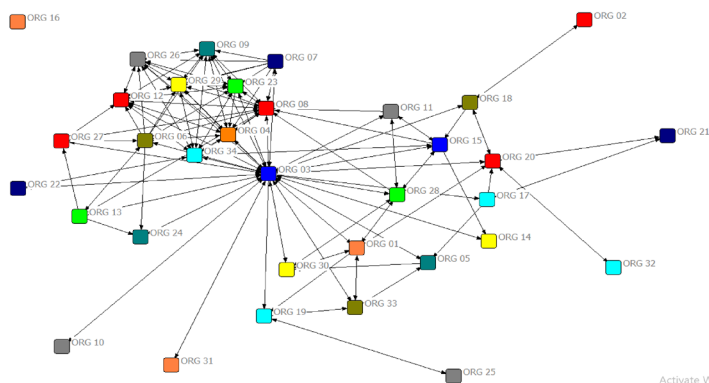 ORG 02
ORG 16
ORG 09
ORG 26
ORG 07
ORG 29
ORG 23
ORG 12
ORG 08
ORG 11
ORG 18
ORG 27
ORG 06
ORG 04
ORG 15
ORG 21
ORG 34
ORG 20
ORG 03
ORG 22
ORG 28
ORG 17
ORG 13
ORG 24
ORG 14
ORG 01
ORG 05
ORG 30
ORG 32
ORG 33
ORG 19
ORG 10
ORG 31
ORG 25
Activate W